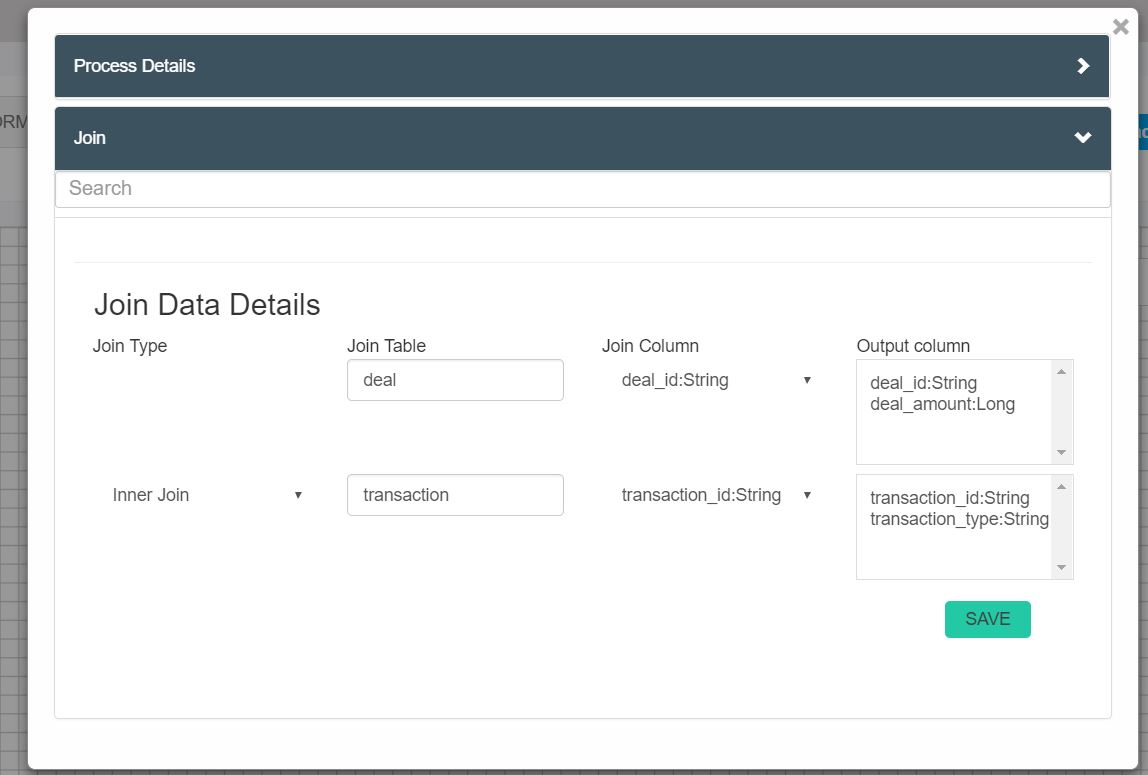 Process Details
ORM
Join
Search
Join Data Details
Join Type Join Table Join Column Output column
deal deal_id:String deal_id:String
deal_amount:Long
Inner Join transaction transaction_id:String transaction_id:String
transaction_type:String
SAVE